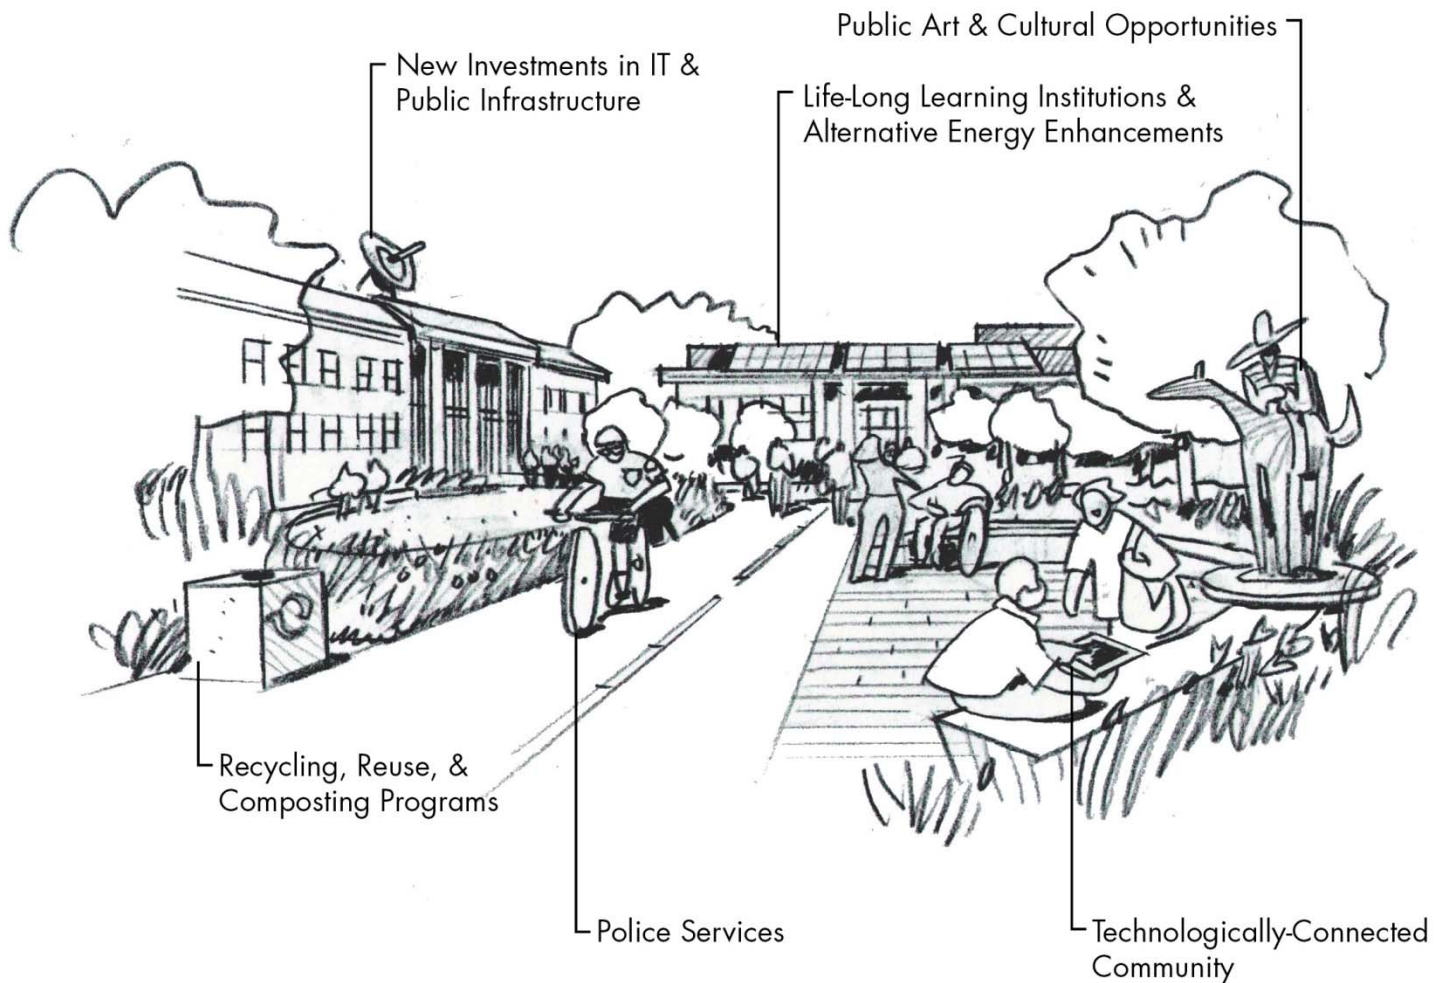 Public Art & Cultural Opportunities
New Investments in IT &
Public Infrastructure
Life-Long Learning Institutions &
Alternative Energy Enhancements
Recycling, Reuse, &
Composting Programs
Police Services
Technologically-Connected
Community